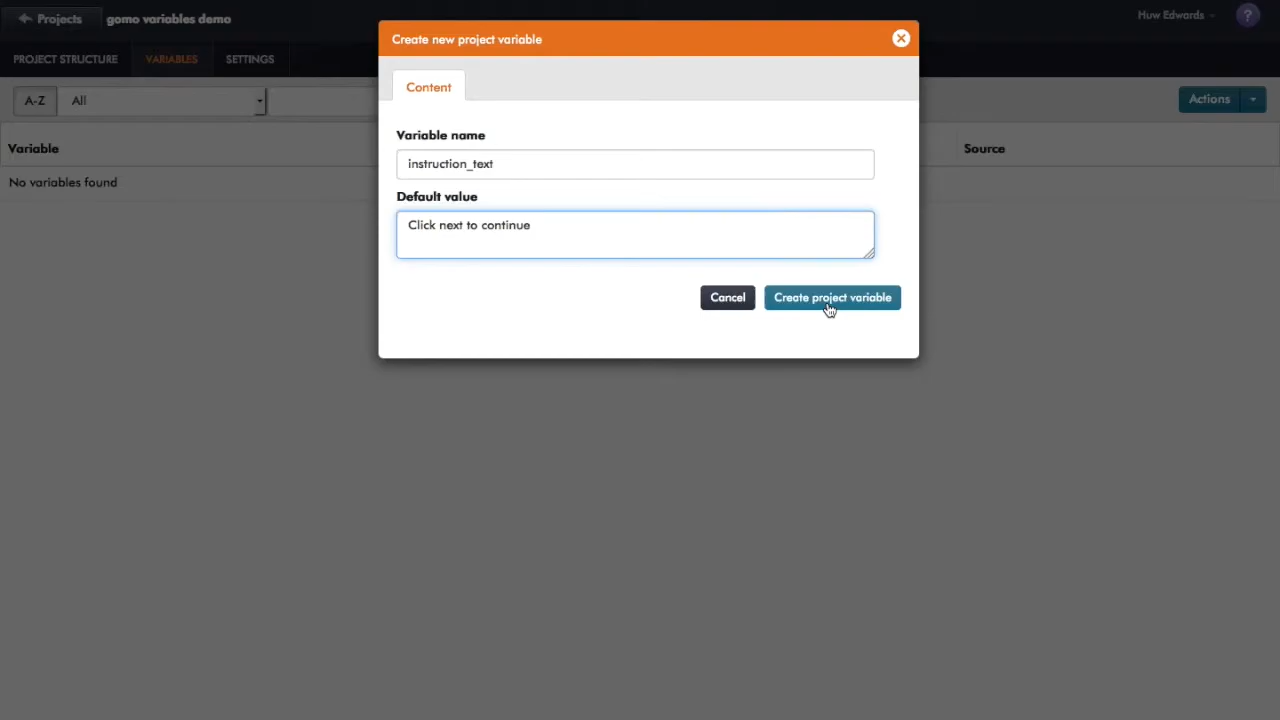 Projects
gomo variables demo
Huw Edwards
?
PROJECT STRUCTURE
VARIABLES
SETTINGS
Create new project variable
Content
A-Z
All
Actions
Variable
Source
No variables found
Variable name
instruction_text
Default value
Click next to continue
Cancel
Create project variable